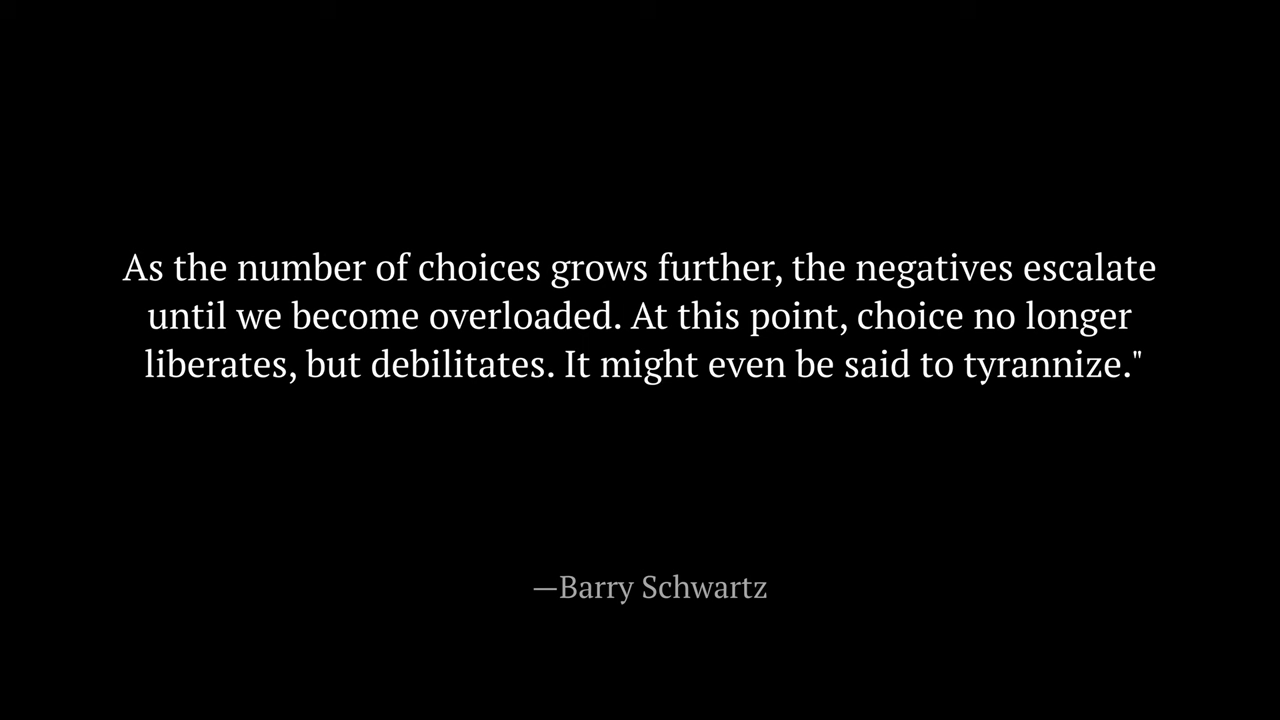 As the number of choices grows further, the negatives escalate
until we become overloaded. At this point, choice no longer
liberates, but debilitates. It might even be said to tyrannize."
—Barry Schwartz